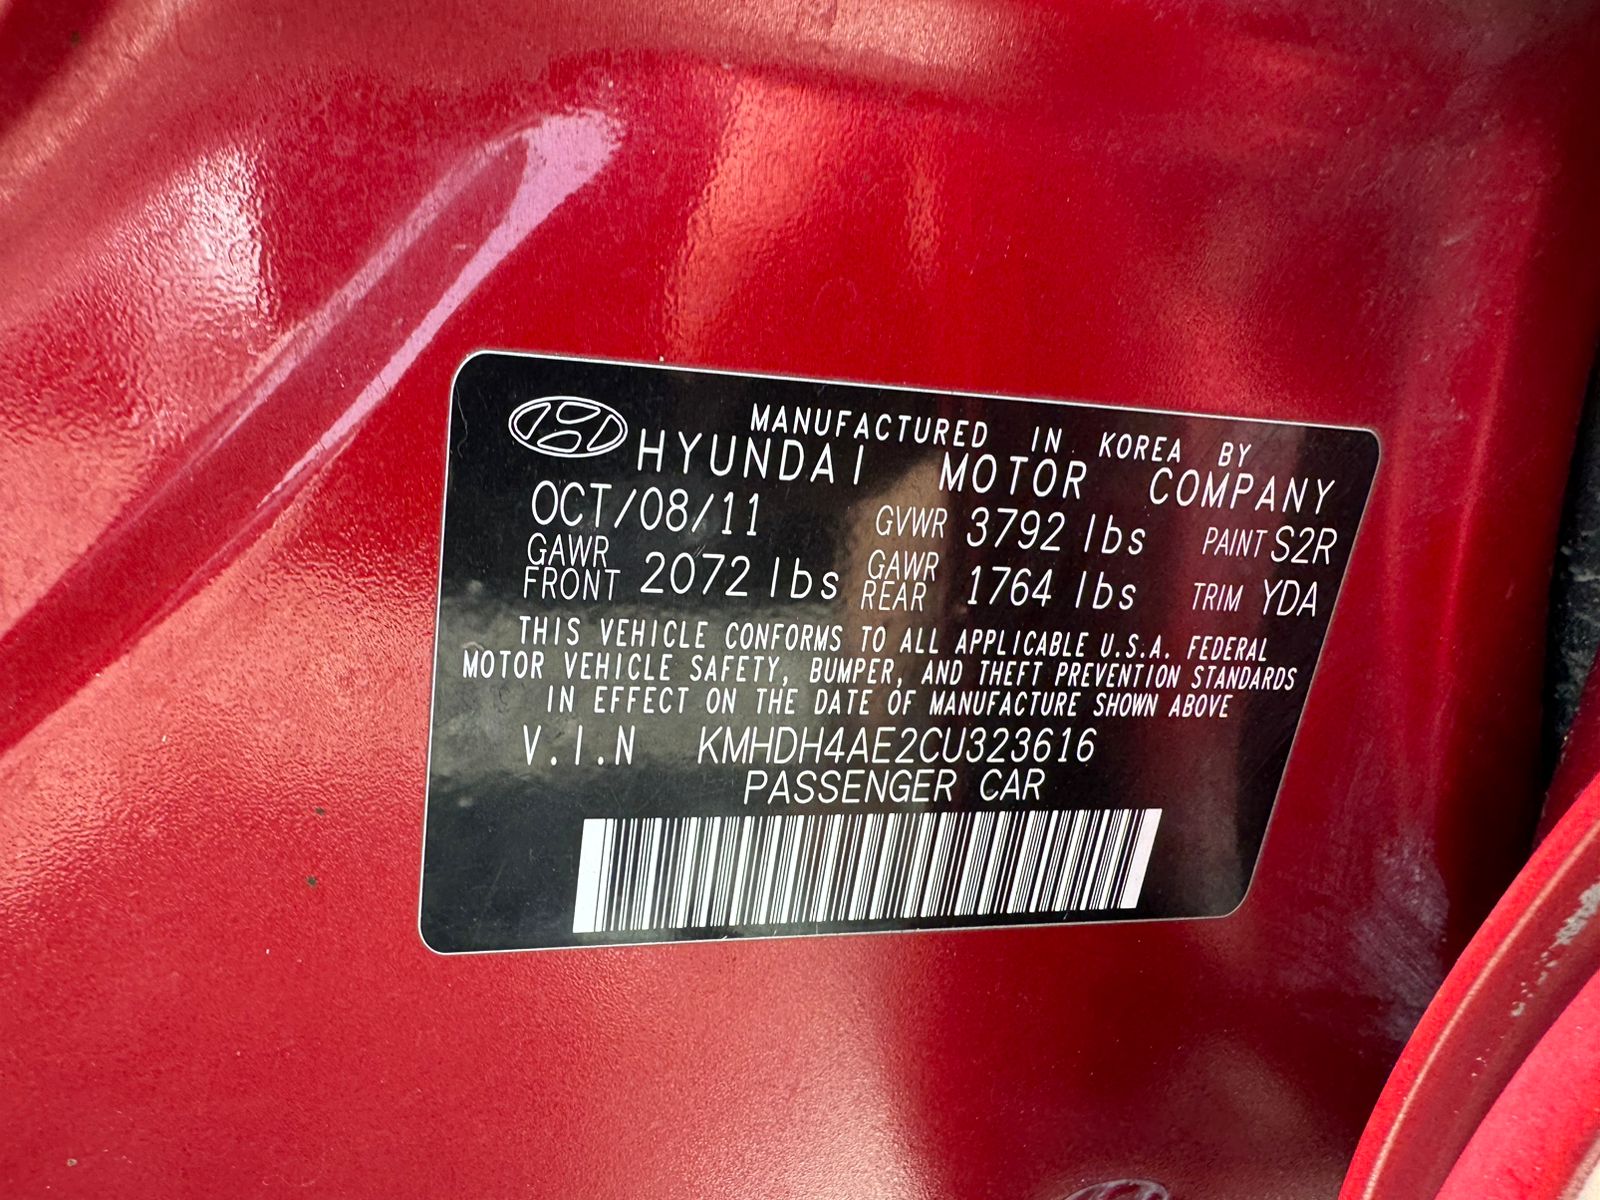 MANUFACTURED IN KOREA BY
HYUNDAI MOTOR COMPANY
OCT/08/11 GVWR 3792 lbs PAINT S2R
GAWR FRONT 2072 lbs GAWR REAR 1764 lbs TRIM YDA
THIS VEHICLE CONFORMS TO ALL APPLICABLE U.S.A. FEDERAL
MOTOR VEHICLE SAFETY, BUMPER, AND THEFT PREVENTION STANDARDS
IN EFFECT ON THE DATE OF MANUFACTURE SHOWN ABOVE
V.I.N KMHDH4AE2CU323616
PASSENGER CAR